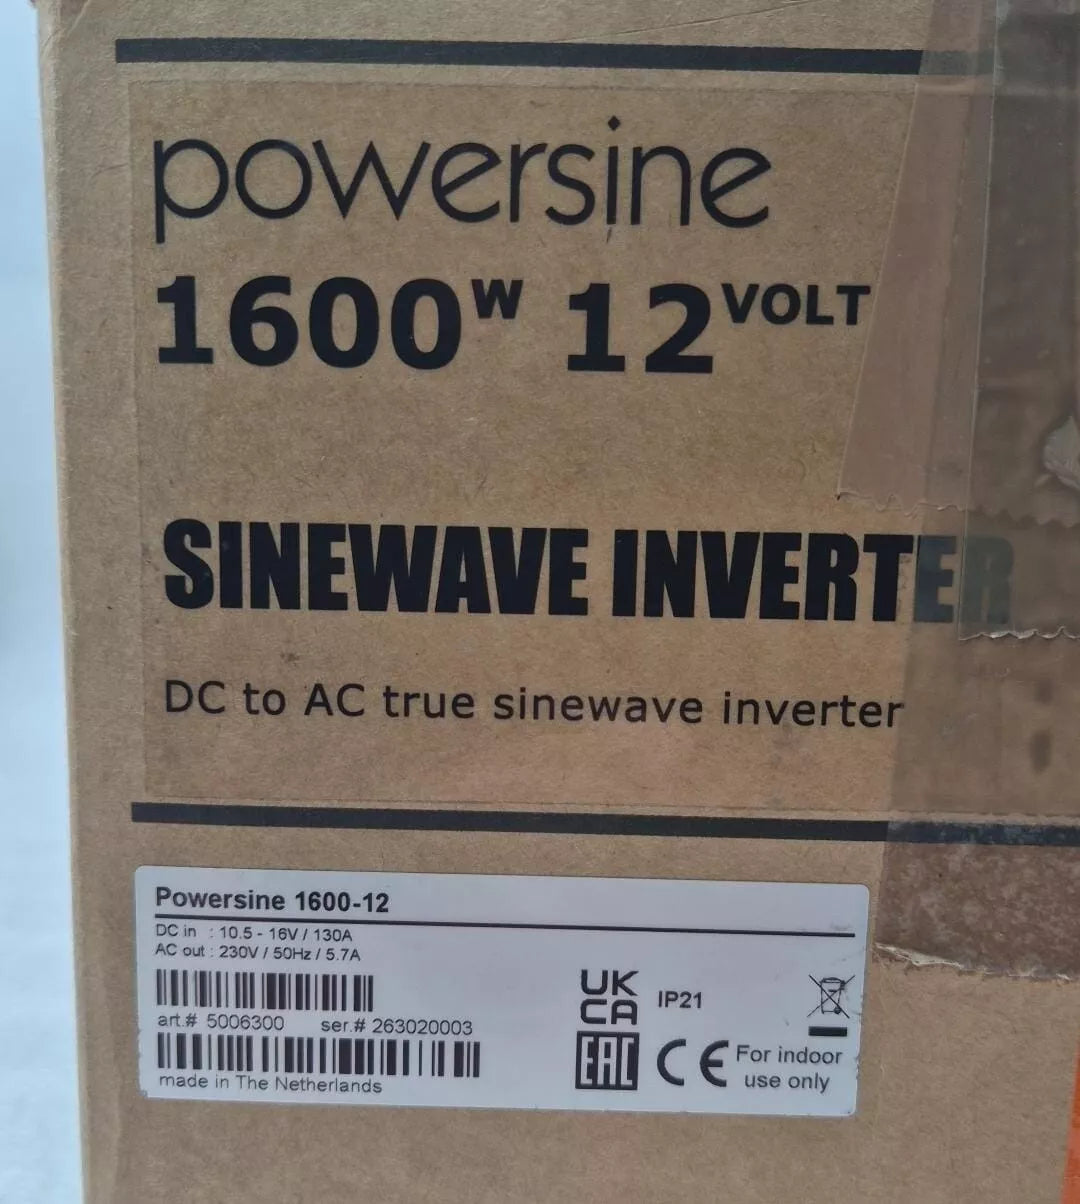 powersine
1600W 12VOLT
SINEWAVE INVERTER
DC to AC true sinewave inverter
Powersine 1600-12
DC in : 10.5 - 16V / 130A
AC out : 230V / 50Hz / 5.7A
art.# 5006300 ser.# 263020003
made in The Netherlands
UK
CA
IP21
EAC
CE
For indoor
use only